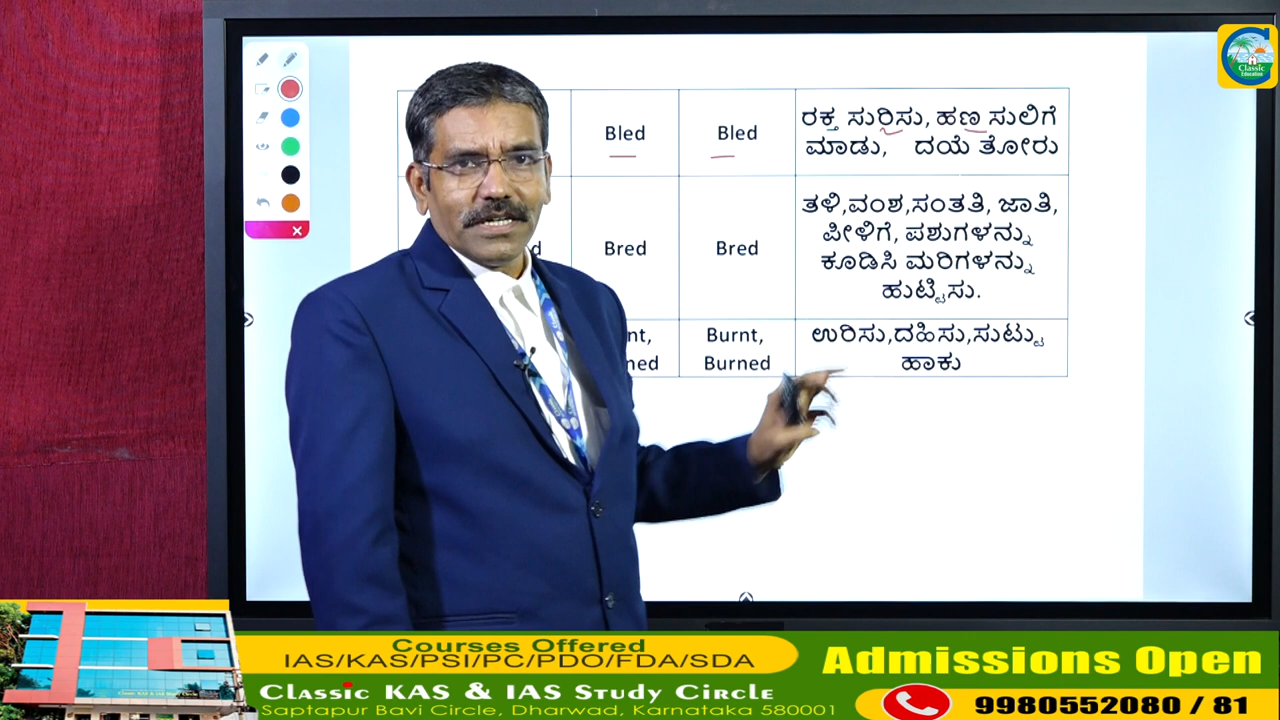 Classic
Education
Bled
Bled
ರಕ್ತ ಸುರ್ರಿಸು, ಹಣ ಸುಲಿಗೆ
ಮಾಡು, ದಯೆ ತೋರು
Bred
Bred
ತಳಿ,ವಂಶ,ಸಂತತಿ, ಜಾತಿ,
ಪೀಳಿಗೆ, ಪಶುಗಳನ್ನು
ಕೂಡಿಸಿ ಮರಿಗಳನ್ನು
ಹುಟ್ಟಿಸು.
Burnt,
Burned
ಉರಿಸು,ದಹಿಸು,ಸುಟ್ಟು
ಹಾಕು
Courses Offered
IAS/KAS/PSI/PC/PDO/FDA/SDA
Classic KAS & IAS Study Circle
Saptapur Bavi Circle, Dharwad, Karnataka 580001
Admissions Open
9980552080 / 81